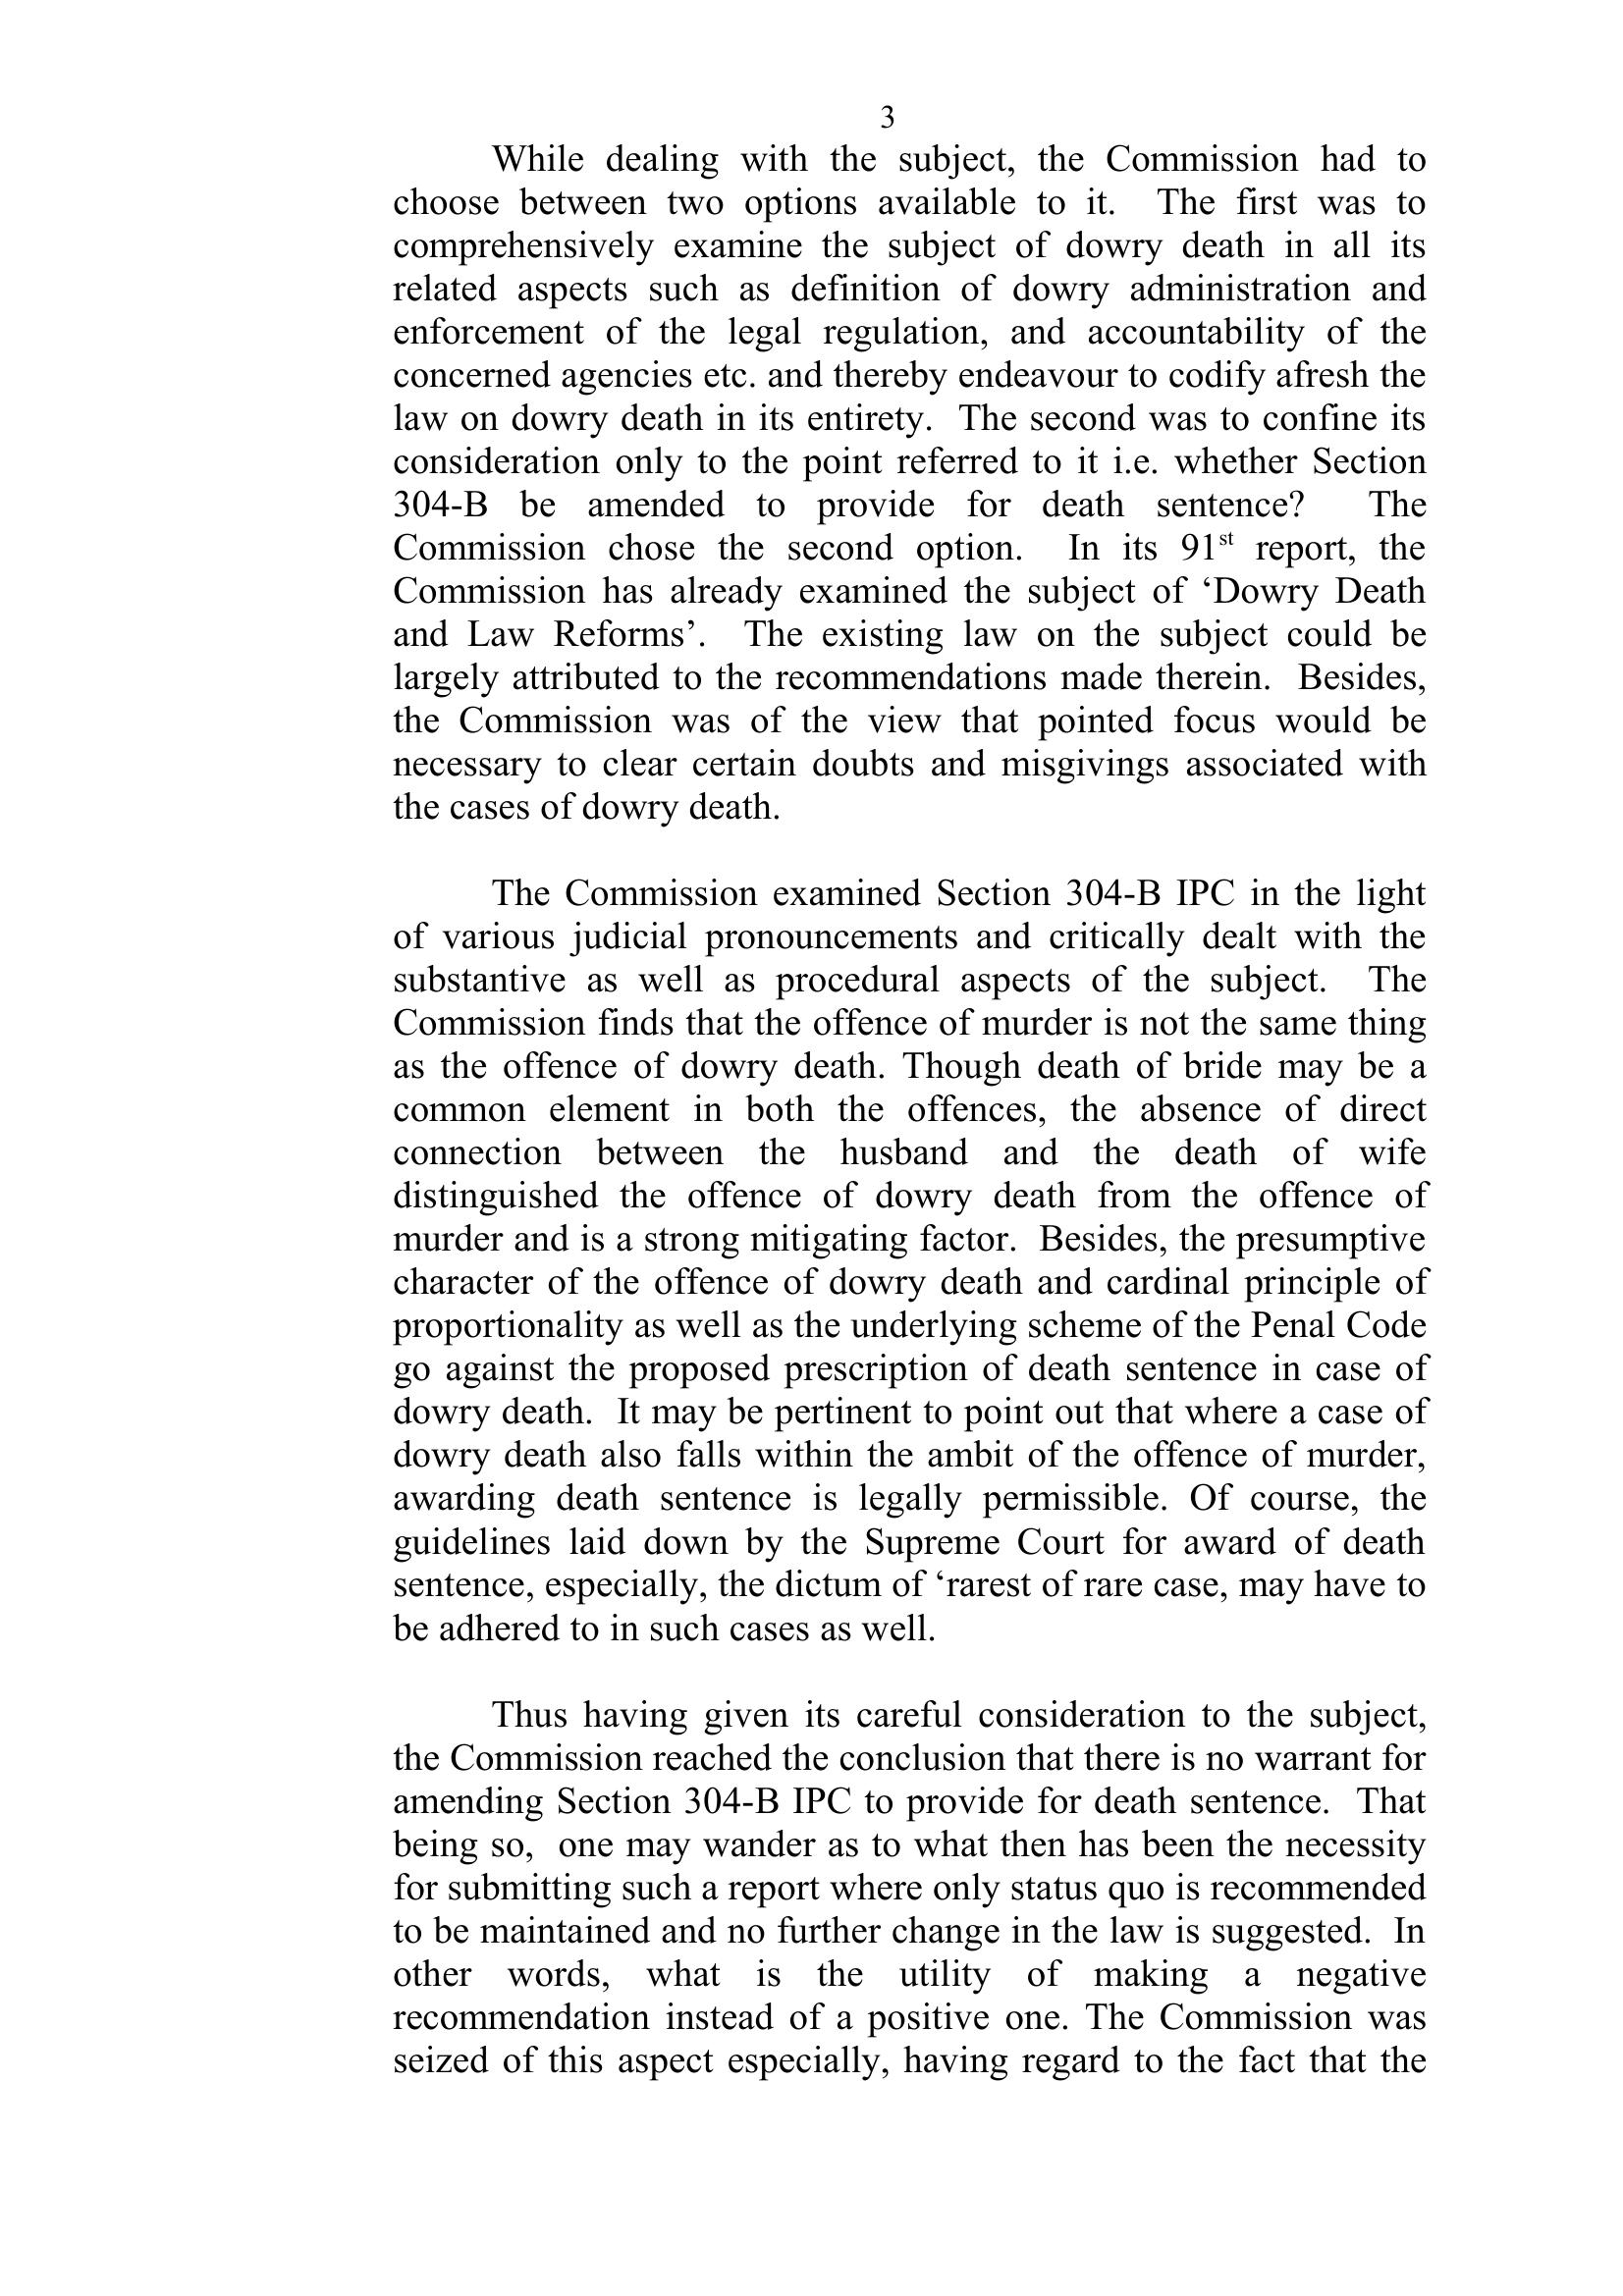 3
While dealing with the subject, the Commission had to
choose between two options available to it. The first was to
comprehensively examine the subject of dowry death in all its
related aspects such as definition of dowry administration and
enforcement of the legal regulation, and accountability of the
concerned agencies etc. and thereby endeavour to codify afresh the
law on dowry death in its entirety. The second was to confine its
consideration only to the point referred to it i.e. whether Section
304-B be amended to provide for death sentence? The
Commission chose the second option. In its 91st report, the
Commission has already examined the subject of ‘Dowry Death
and Law Reforms’. The existing law on the subject could be
largely attributed to the recommendations made therein. Besides,
the Commission was of the view that pointed focus would be
necessary to clear certain doubts and misgivings associated with
the cases of dowry death.
The Commission examined Section 304-B IPC in the light
of various judicial pronouncements and critically dealt with the
substantive as well as procedural aspects of the subject. The
Commission finds that the offence of murder is not the same thing
as the offence of dowry death. Though death of bride may be a
common element in both the offences, the absence of direct
connection between the husband and the death of wife
distinguished the offence of dowry death from the offence of
murder and is a strong mitigating factor. Besides, the presumptive
character of the offence of dowry death and cardinal principle of
proportionality as well as the underlying scheme of the Penal Code
go against the proposed prescription of death sentence in case of
dowry death. It may be pertinent to point out that where a case of
dowry death also falls within the ambit of the offence of murder,
awarding death sentence is legally permissible. Of course, the
guidelines laid down by the Supreme Court for award of death
sentence, especially, the dictum of ‘rarest of rare case, may have to
be adhered to in such cases as well.
Thus having given its careful consideration to the subject,
the Commission reached the conclusion that there is no warrant for
amending Section 304-B IPC to provide for death sentence. That
being so, one may wander as to what then has been the necessity
for submitting such a report where only status quo is recommended
to be maintained and no further change in the law is suggested. In
other words, what is the utility of making a negative
recommendation instead of a positive one. The Commission was
seized of this aspect especially, having regard to the fact that the